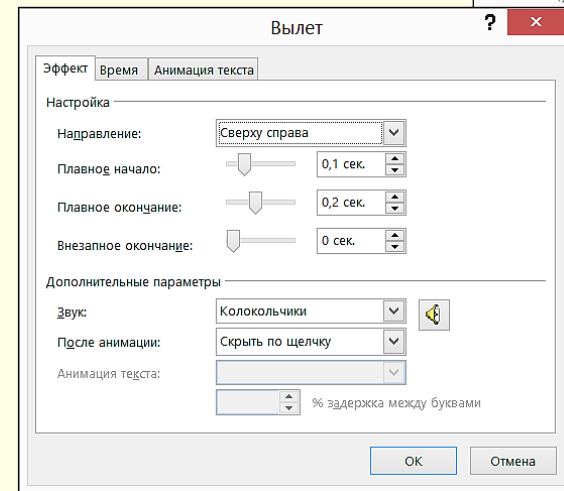 Вылет
?
x
Эффект Время Анимация текста
Настройка
Направление: Сверху справа
Плавное начало: 0,1 сек.
Плавное окончание: 0,2 сек.
Внезапное окончание: 0 сек.
Дополнительные параметры
Звук: Колокольчики
После анимации: Скрыть по щелчку
Анимация текста:
% задержка между буквами
ОК Отмена